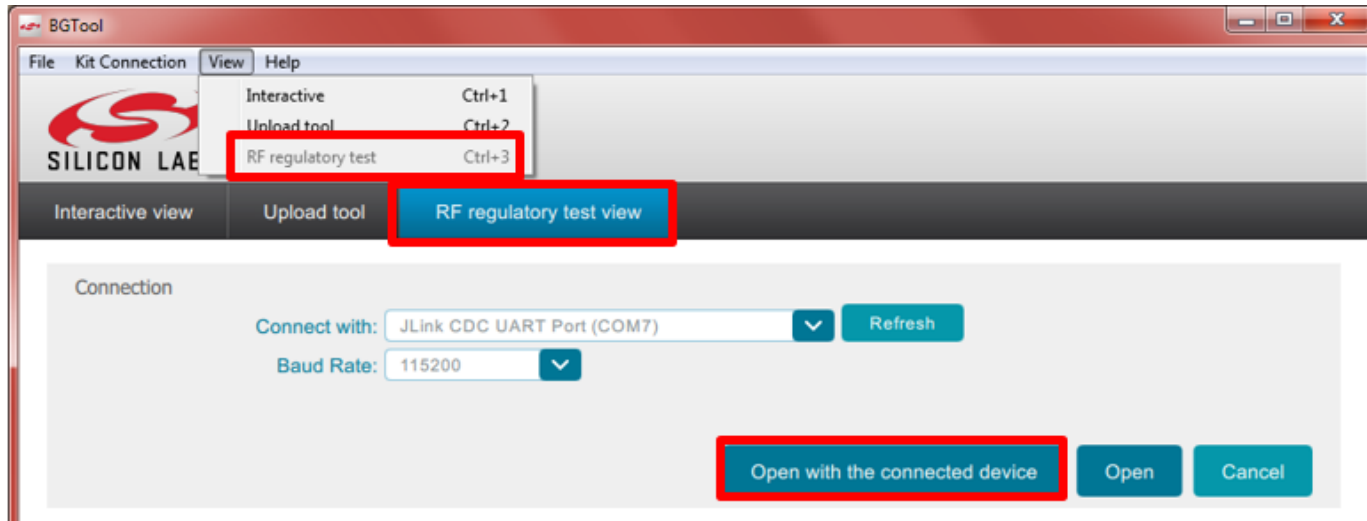 BGTool
File Kit Connection View Help
Interactive Ctrl+1
Upload tool Ctrl+2
RF regulatory test Ctrl+3
SILICON LAB
Interactive view Upload tool RF regulatory test view
Connection
Connect with: JLink CDC UART Port (COM7) Refresh
Baud Rate: 115200
Open with the connected device Open Cancel